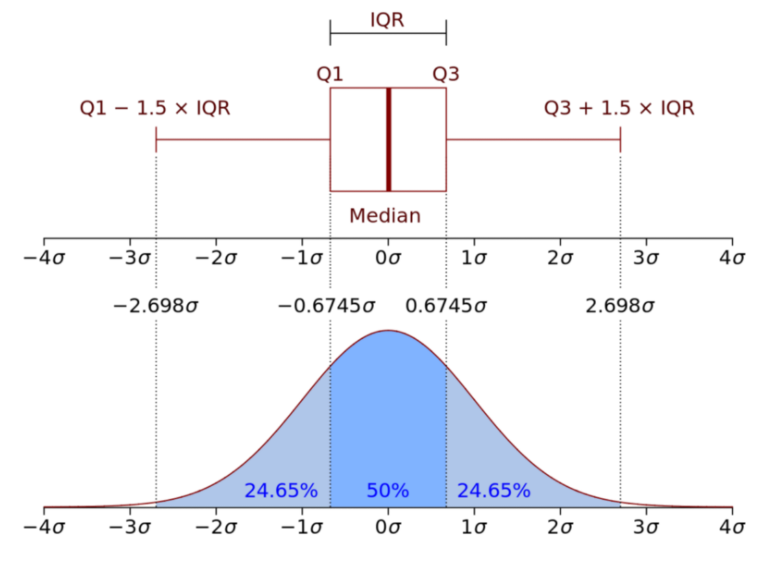 IQR
Q1 Q3
Q1 − 1.5 × IQR Q3 + 1.5 × IQR
Median
−4σ −3σ −2σ −1σ 0σ 1σ 2σ 3σ 4σ
−2.698σ −0.6745σ 0.6745σ 2.698σ
24.65% 50% 24.65%
−4σ −3σ −2σ −1σ 0σ 1σ 2σ 3σ 4σ